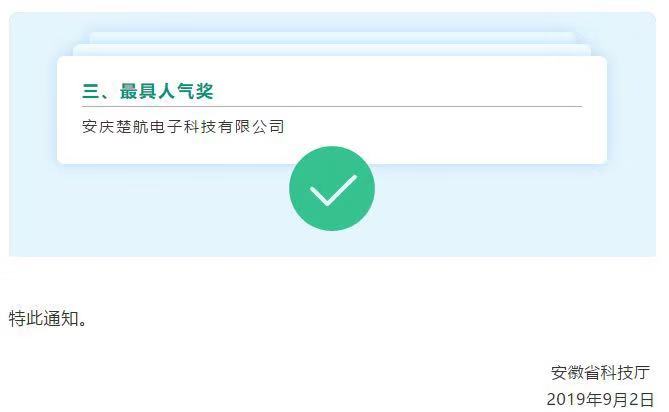 三、最具人气奖
安庆楚航电子科技有限公司
特此通知。
安徽省科技厅
2019年9月2日